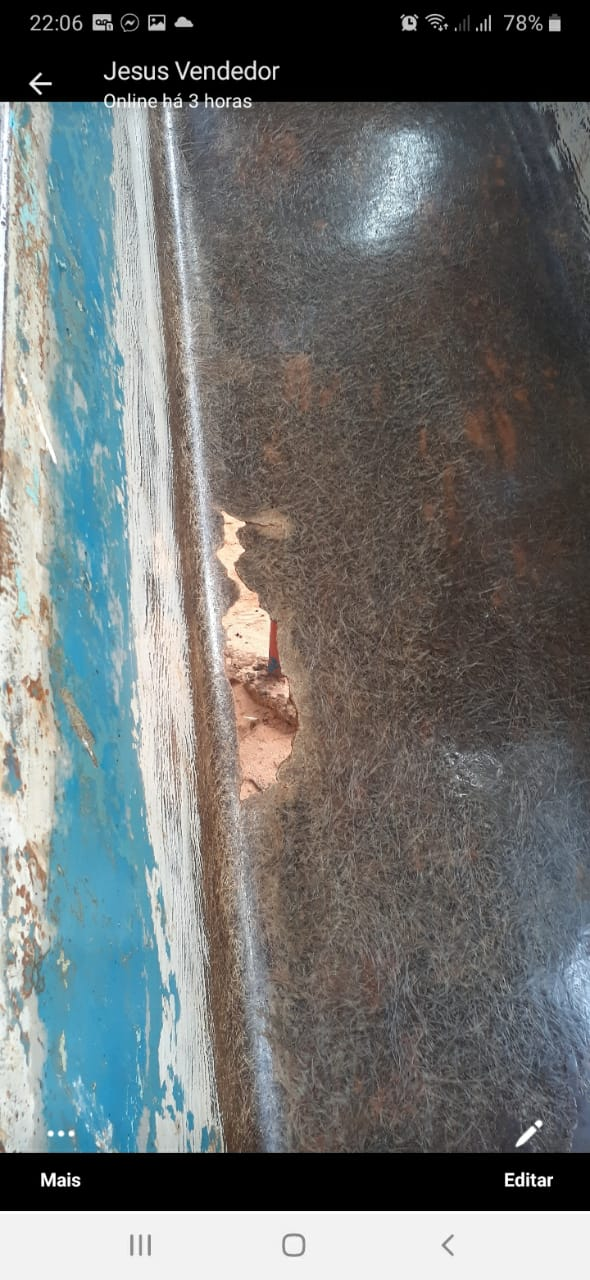 22:06 78%
Jesus Vendedor
Online há 3 horas
Mais Editar